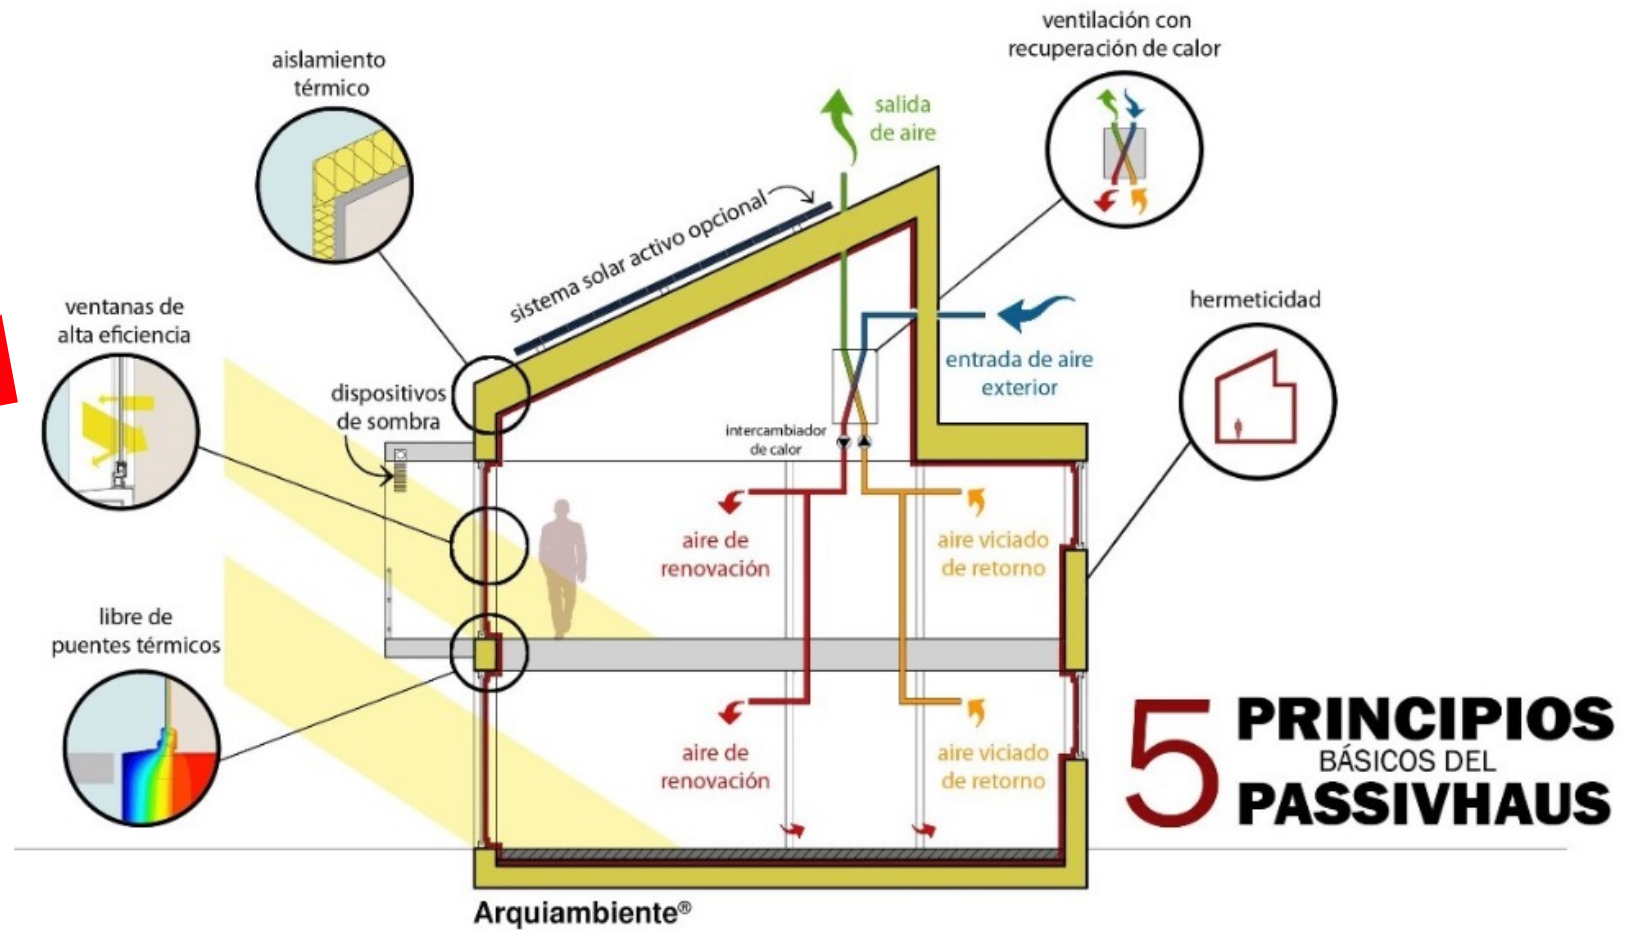 ventilación con
recuperación de calor
aislamiento
térmico
salida
de aire
sistema solar activo opcional
ventanas de
alta eficiencia
hermeticidad
dispositivos
de sombra
entrada de aire
exterior
intercambiador
de calor
aire de
renovación
aire viciado
de retorno
libre de
puentes térmicos
aire de
renovación
aire viciado
de retorno
5 PRINCIPIOS
BÁSICOS DEL
PASSIVHAUS
Arquiambiente®